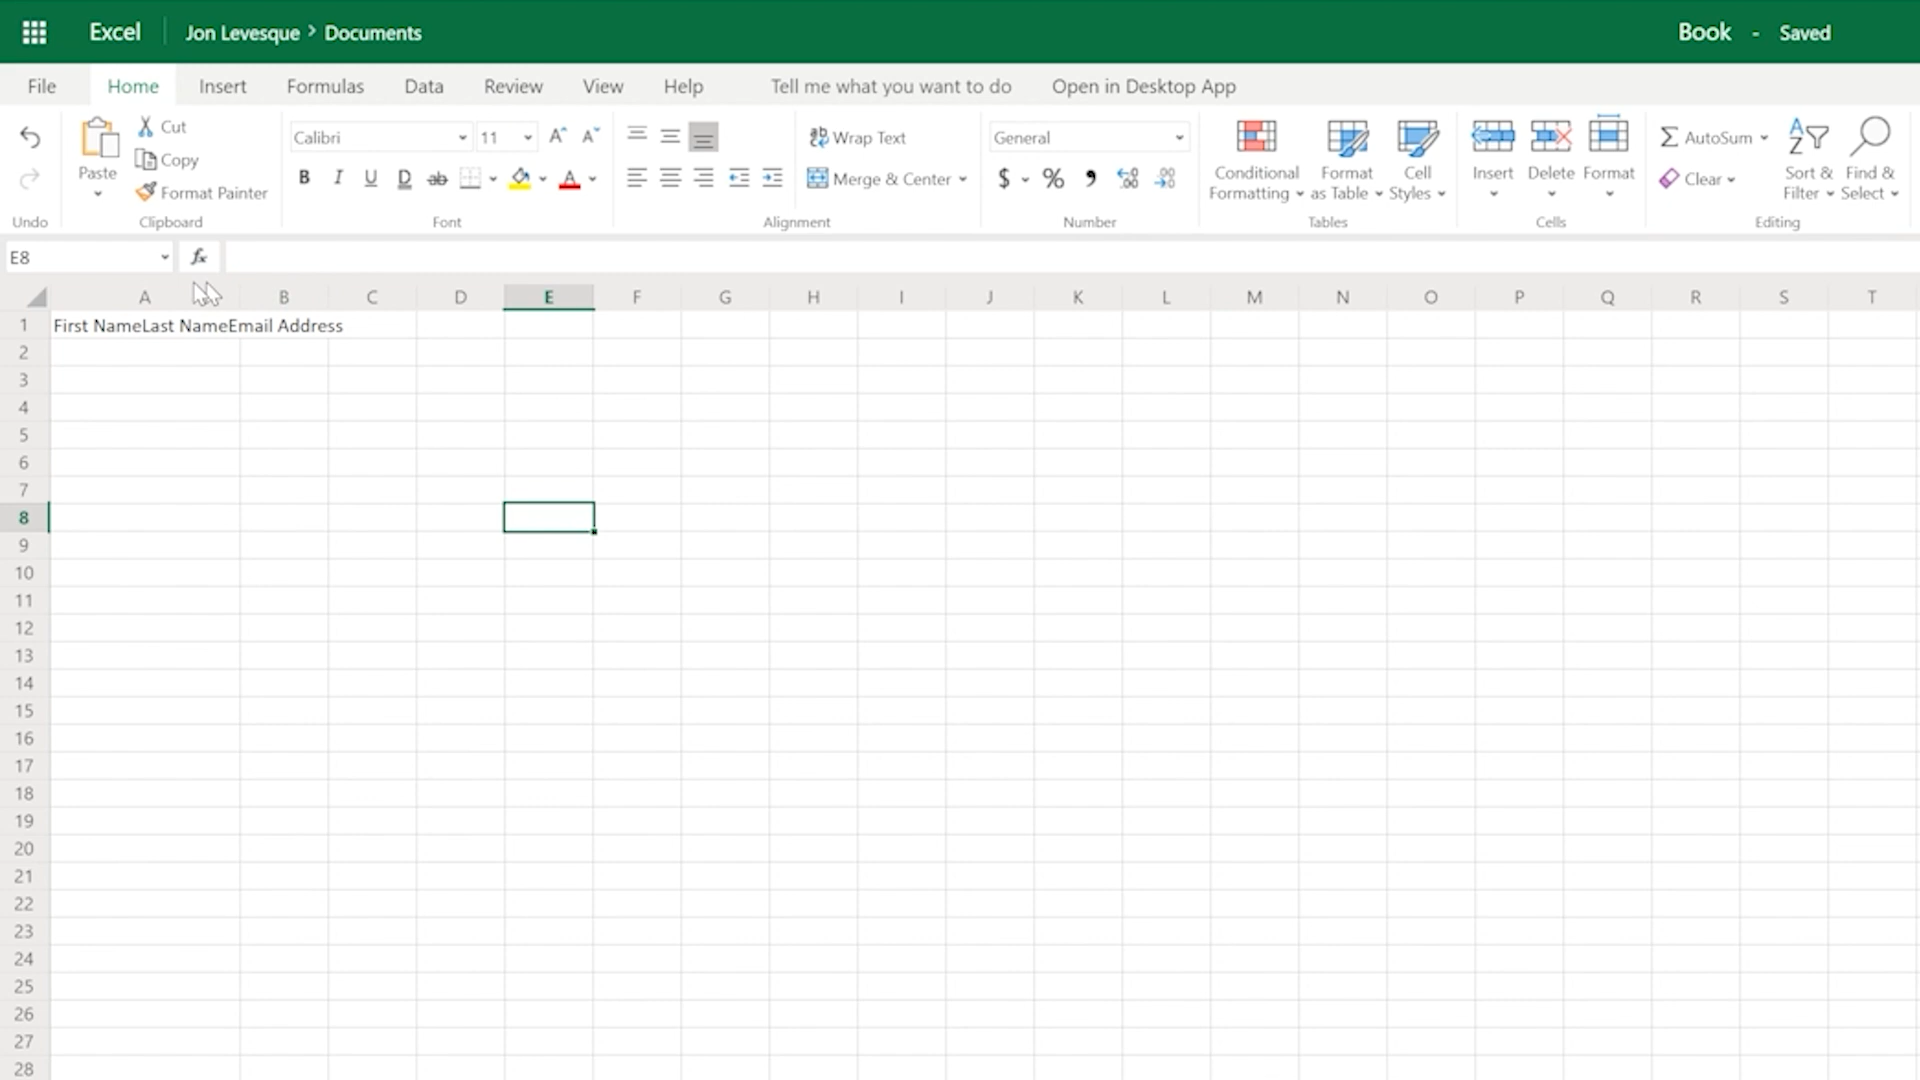 Excel Jon Levesque > Documents Book - Saved
File Home Insert Formulas Data Review View Help Tell me what you want to do Open in Desktop App
Cut
Copy
Format Painter
Paste
Calibri 11 A A
B I U D ab A
Wrap Text
Merge & Center
General
$ % 9
Conditional Formatting
Format as Table
Cell Styles
Insert
Delete
Format
AutoSum
Clear
A Z
Sort & Filter
Find & Select
Undo Clipboard Font Alignment Number Tables Cells Editing
E8 fx
A B C D E F G H I J K L M N O P Q R S T
1 First NameLast NameEmail Address
2
3
4
5
6
7
8
9
10
11
12
13
14
15
16
17
18
19
20
21
22
23
24
25
26
27
28